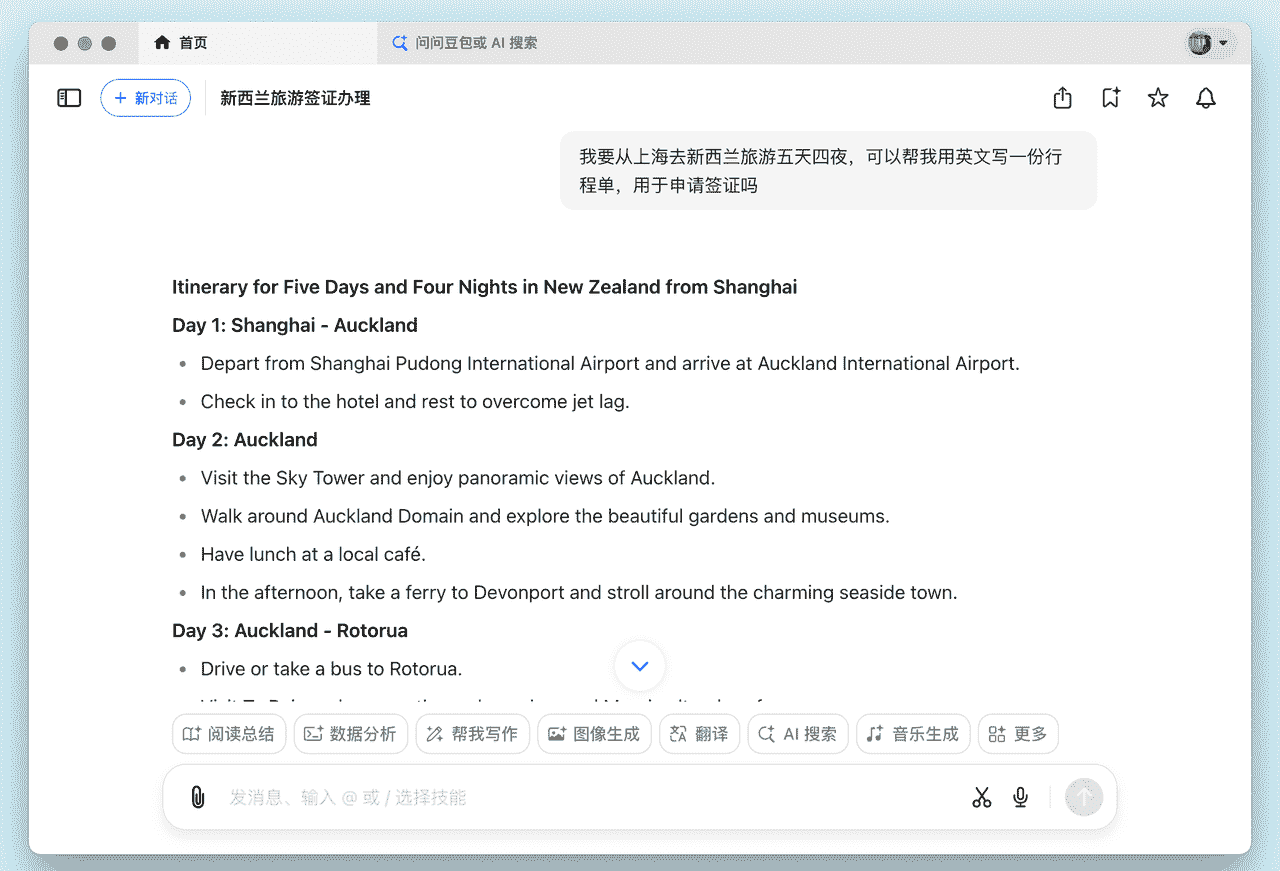 首页
问问豆包或 AI 搜索
新对话
新西兰旅游签证办理
我要从上海去新西兰旅游五天四夜，可以帮我用英文写一份行
程单，用于申请签证吗
Itinerary for Five Days and Four Nights in New Zealand from Shanghai
Day 1: Shanghai - Auckland
• Depart from Shanghai Pudong International Airport and arrive at Auckland International Airport.
• Check in to the hotel and rest to overcome jet lag.
Day 2: Auckland
• Visit the Sky Tower and enjoy panoramic views of Auckland.
• Walk around Auckland Domain and explore the beautiful gardens and museums.
• Have lunch at a local café.
• In the afternoon, take a ferry to Devonport and stroll around the charming seaside town.
Day 3: Auckland - Rotorua
• Drive or take a bus to Rotorua.
阅读总结
数据分析
帮我写作
图像生成
翻译
AI 搜索
音乐生成
更多
发消息、输入 @ 或 / 选择技能